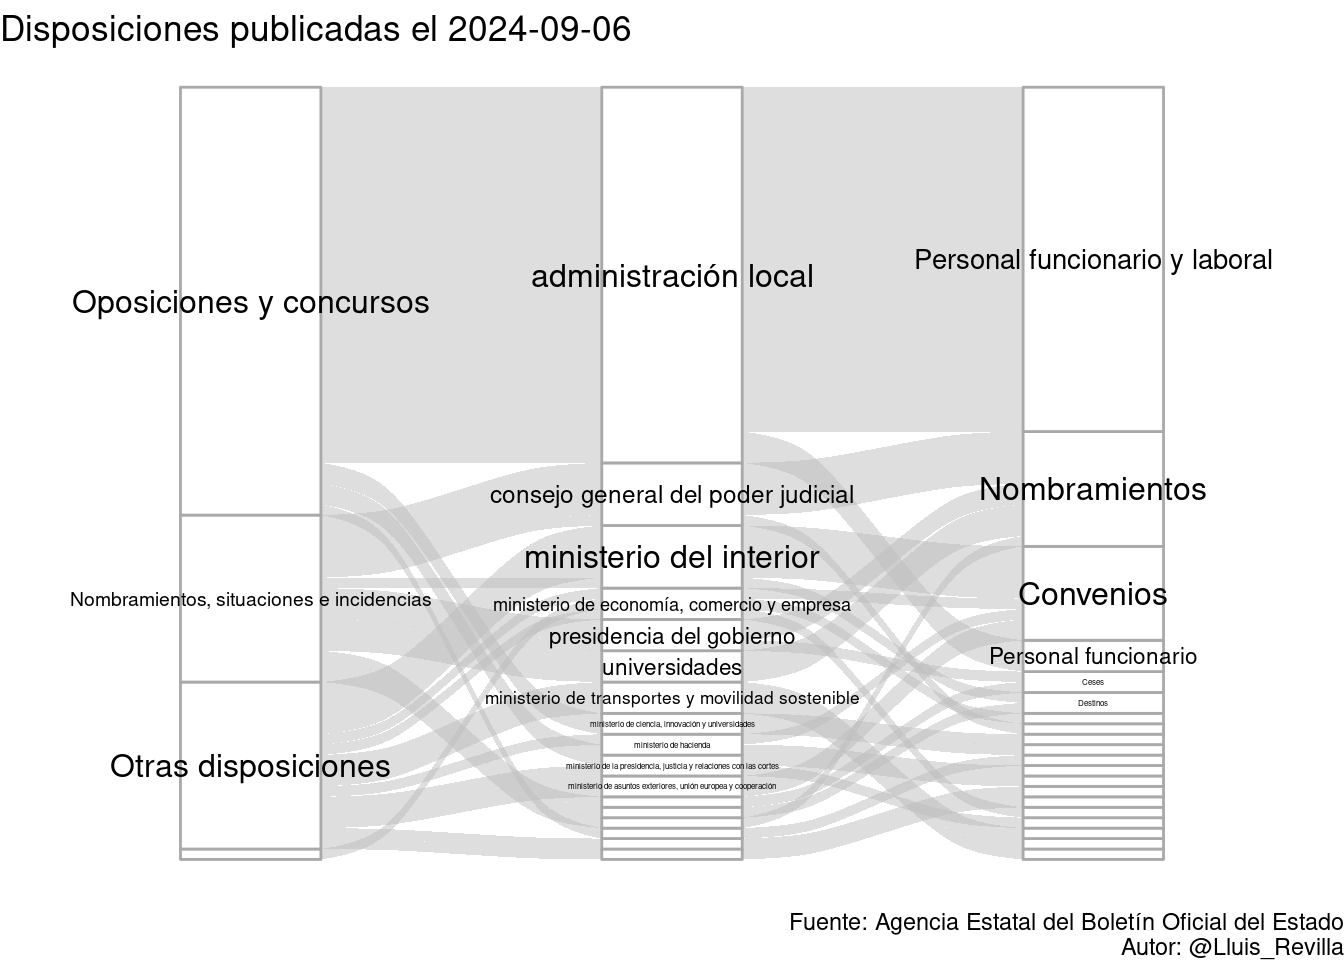 Disposiciones publicadas el 2024-09-06
Oposiciones y concursos
Nombramientos, situaciones e incidencias
Otras disposiciones
administración local
consejo general del poder judicial
ministerio del interior
ministerio de economía, comercio y empresa
presidencia del gobierno
universidades
ministerio de transportes y movilidad sostenible
ministerio de ciencia, innovación y universidades
ministerio de hacienda
ministerio de la presidencia, justicia y relaciones con las cortes
ministerio de asuntos exteriores, unión europea y cooperación
Personal funcionario y laboral
Nombramientos
Convenios
Personal funcionario
Ceses
Destinos
Fuente: Agencia Estatal del Boletín Oficial del Estado
Autor: @Lluis_Revilla